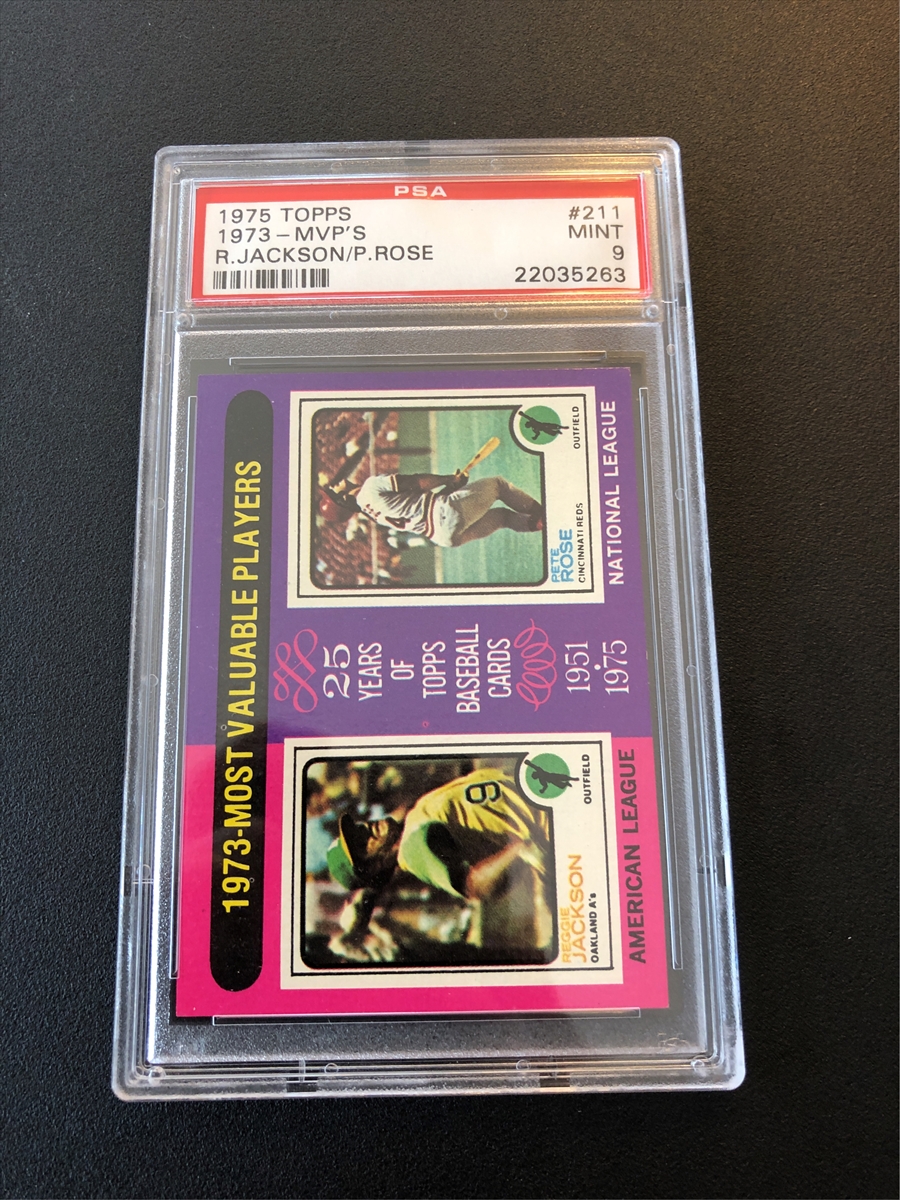 PSA
1975 TOPPS #211
1973-MVP'S MINT
R.JACKSON/P.ROSE 9
22035263
1973-MOST VALUABLE PLAYERS
REGGIE
JACKSON
OAKLAND A's
OUTFIELD
9
AMERICAN LEAGUE
25
YEARS
OF
TOPPS
BASEBALL
CARDS
1951
•
1975
PETE
ROSE
CINCINNATI REDS
OUTFIELD
NATIONAL LEAGUE